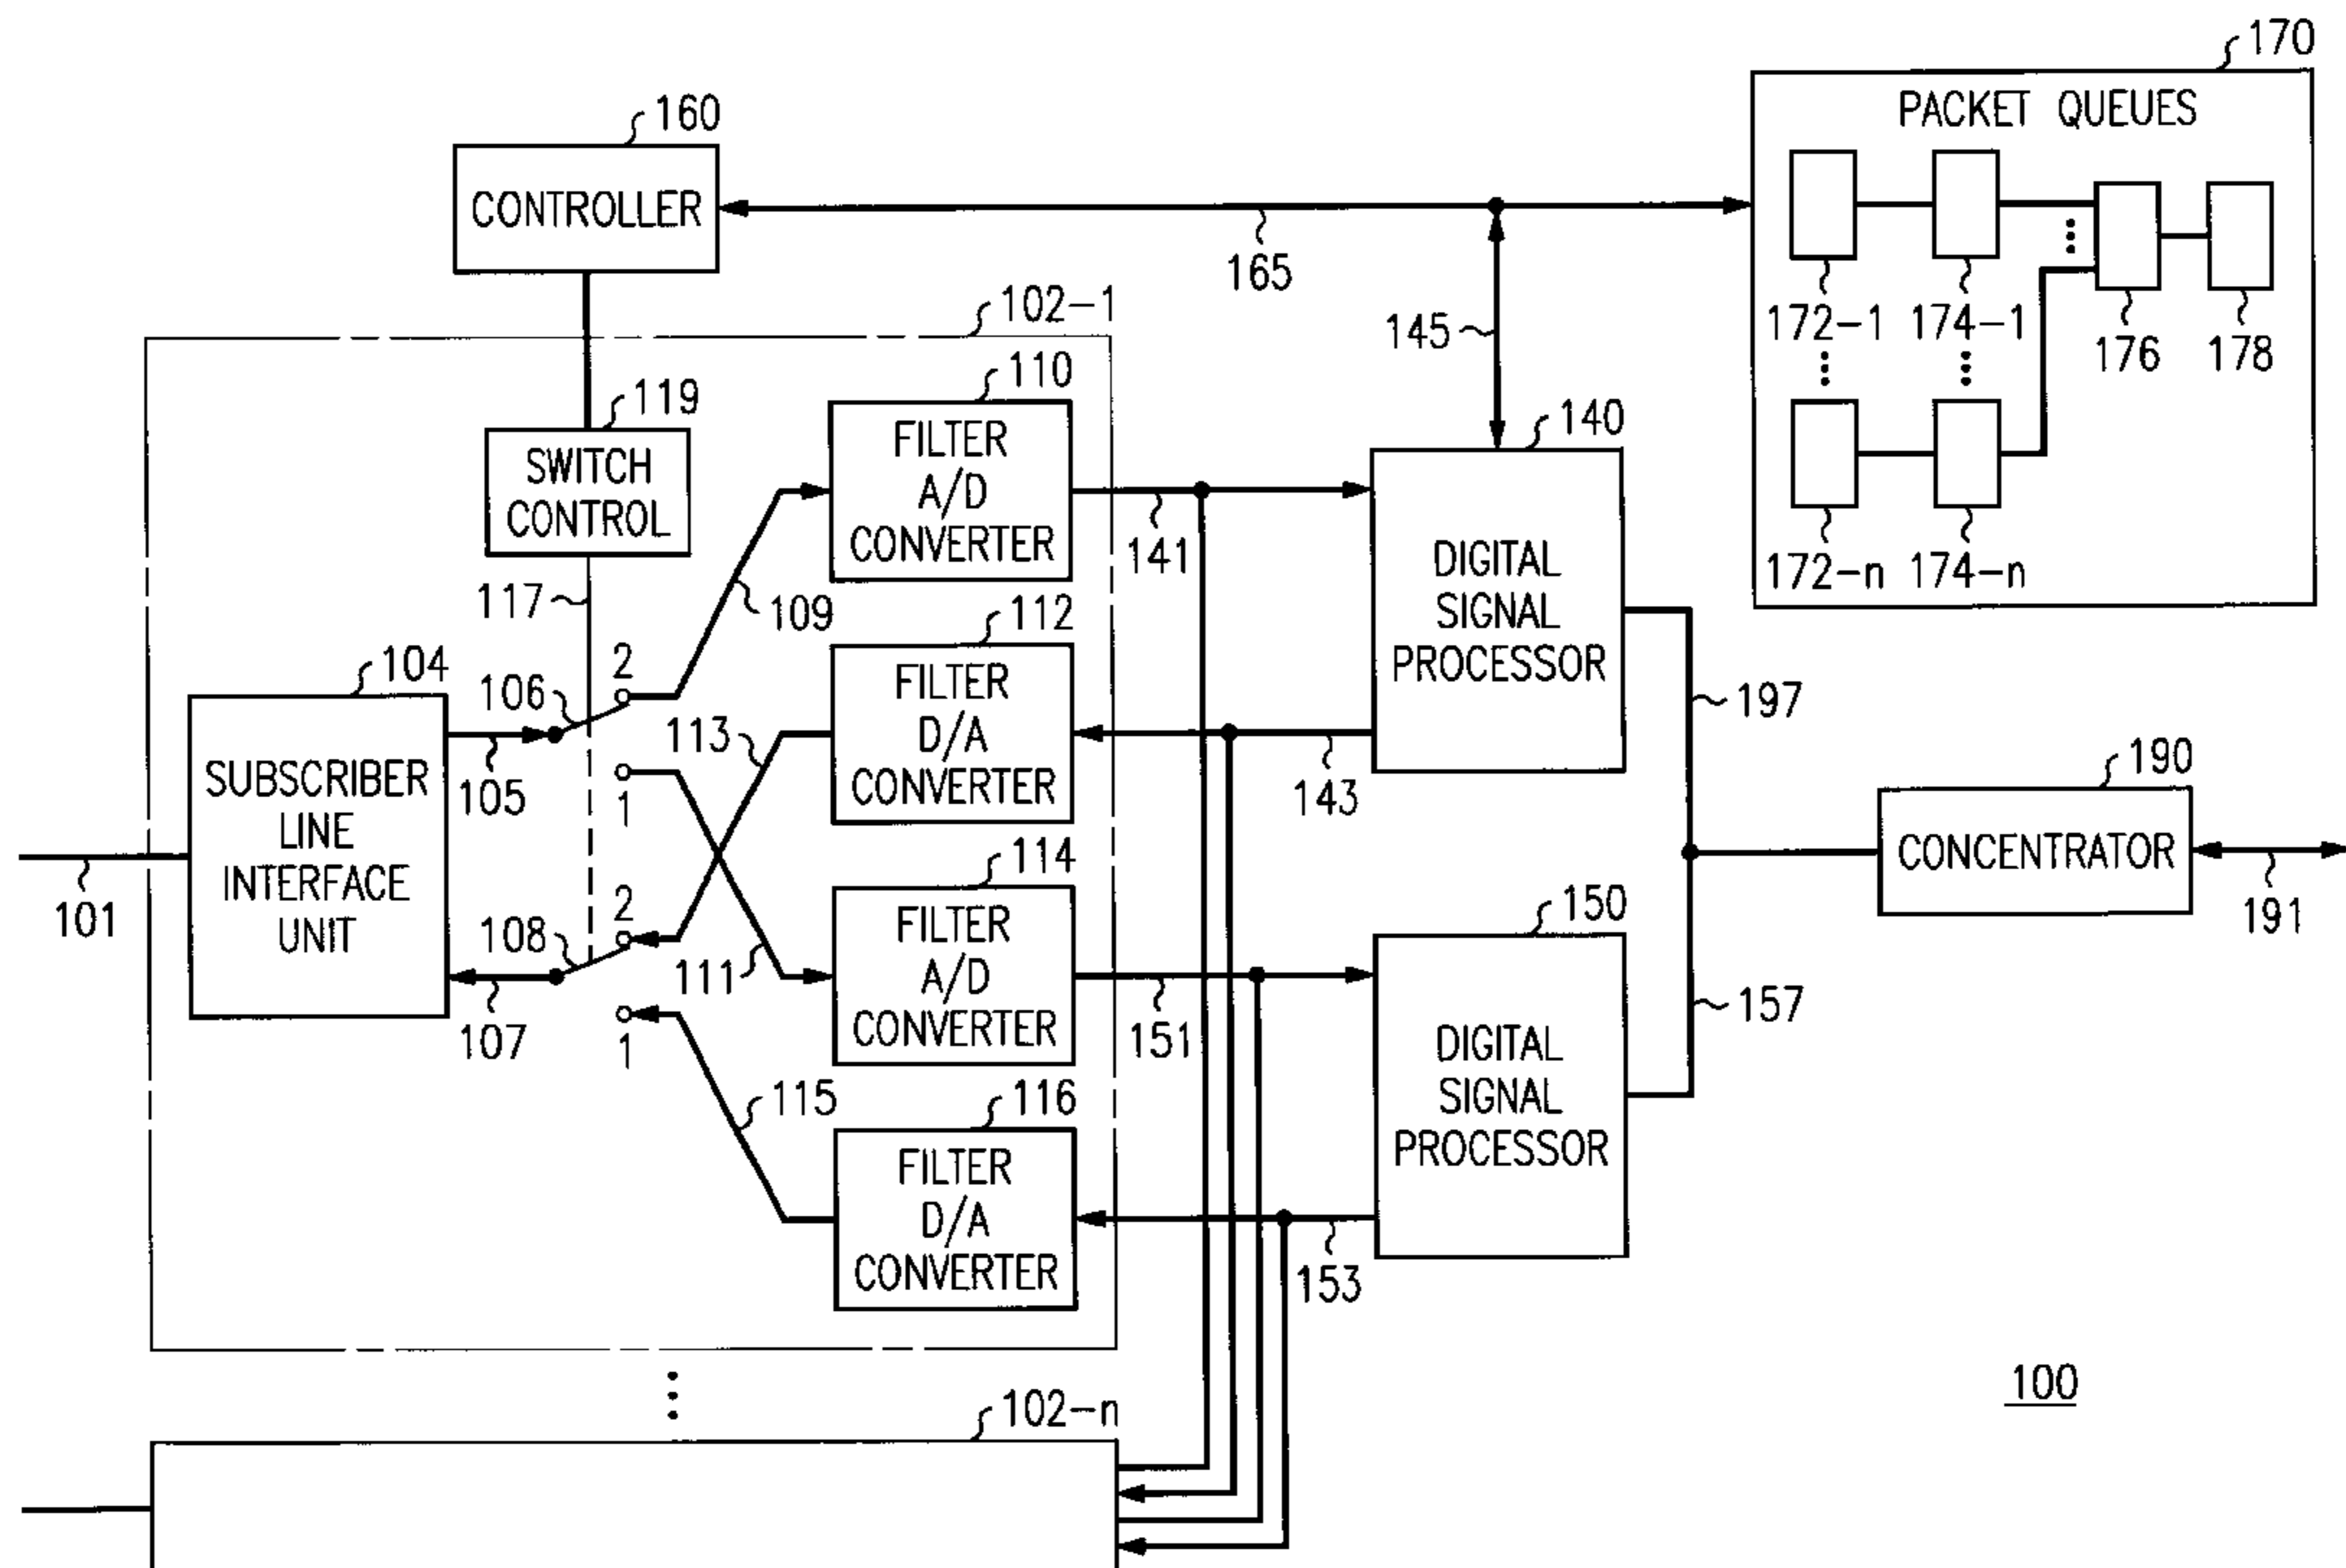 170
PACKET QUEUES
160
CONTROLLER
165
172-1
174-1
176
178
145
102-1
110
119
FILTER
A/D
CONVERTER
SWITCH
CONTROL
140
141
172-n
174-n
DIGITAL
SIGNAL
PROCESSOR
117
109
112
2
104
106
FILTER
D/A
CONVERTER
197
113
190
SUBSCRIBER
LINE
INTERFACE
UNIT
105
1
143
CONCENTRATOR
114
101
2
108
111
FILTER
A/D
CONVERTER
150
191
107
1
151
157
DIGITAL
SIGNAL
PROCESSOR
115
116
FILTER
D/A
CONVERTER
153
100
102-n